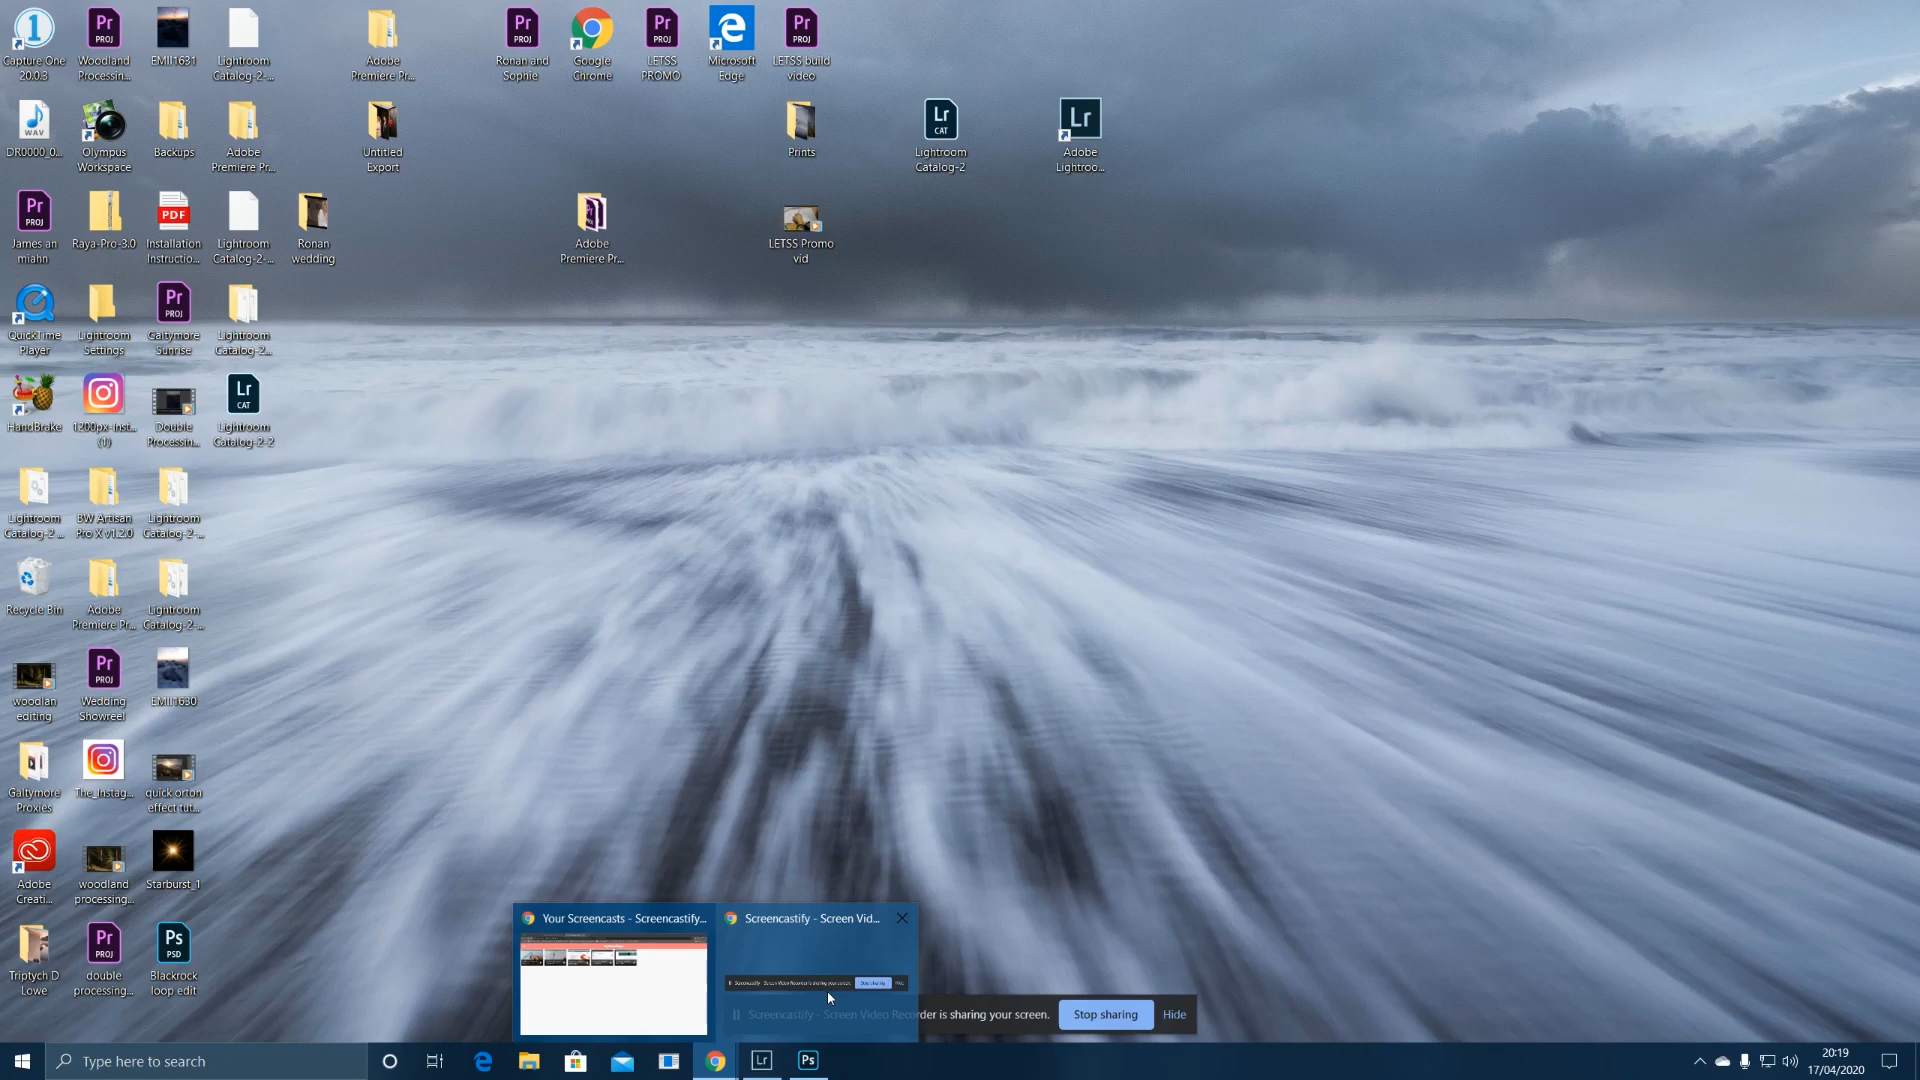 Capture One
20.0.3
Woodland
Processin...
EMII1631
Lightroom
Catalog-2-...
Adobe
Premiere Pr...
Ronan and
Sophie
Google
Chrome
LETSS
PROMO
Microsoft
Edge
LETSS build
video
DR0000_0...
Olympus
Workspace
Backups
Adobe
Premiere Pr...
Untitled
Export
Prints
Lightroom
Catalog-2
Adobe
Lightroo...
James an
miahn
Raya-Pro-3.0
Installation
Instructio...
Lightroom
Catalog-2-...
Ronan
wedding
Adobe
Premiere Pr...
LETSS Promo
vid
QuickTime
Player
Lightroom
Settings
Galtymore
Sunrise
Lightroom
Catalog-2...
HandBrake
1200px-Inst...
(1)
Double
Processin...
Lightroom
Catalog-2-2
Lightroom
Catalog-2 ...
BW Artisan
Pro X v1.2.0
Lightroom
Catalog-2-...
Recycle Bin
Adobe
Premiere Pr...
Lightroom
Catalog-2-...
woodlan
editing
Wedding
Showreel
EMII1630
Galtymore
Proxies
The_Instag...
quick orton
effect tut...
Adobe
Creati...
woodland
processing...
Starburst_1
Triptych D
Lowe
double
processing...
Blackrock
loop edit
Your Screencasts - Screencastify...
Screencastify - Screen Vid...
Screencastify - Screen Video Recorder is sharing your screen.
Stop sharing
Hide
Type here to search
20:19
17/04/2020